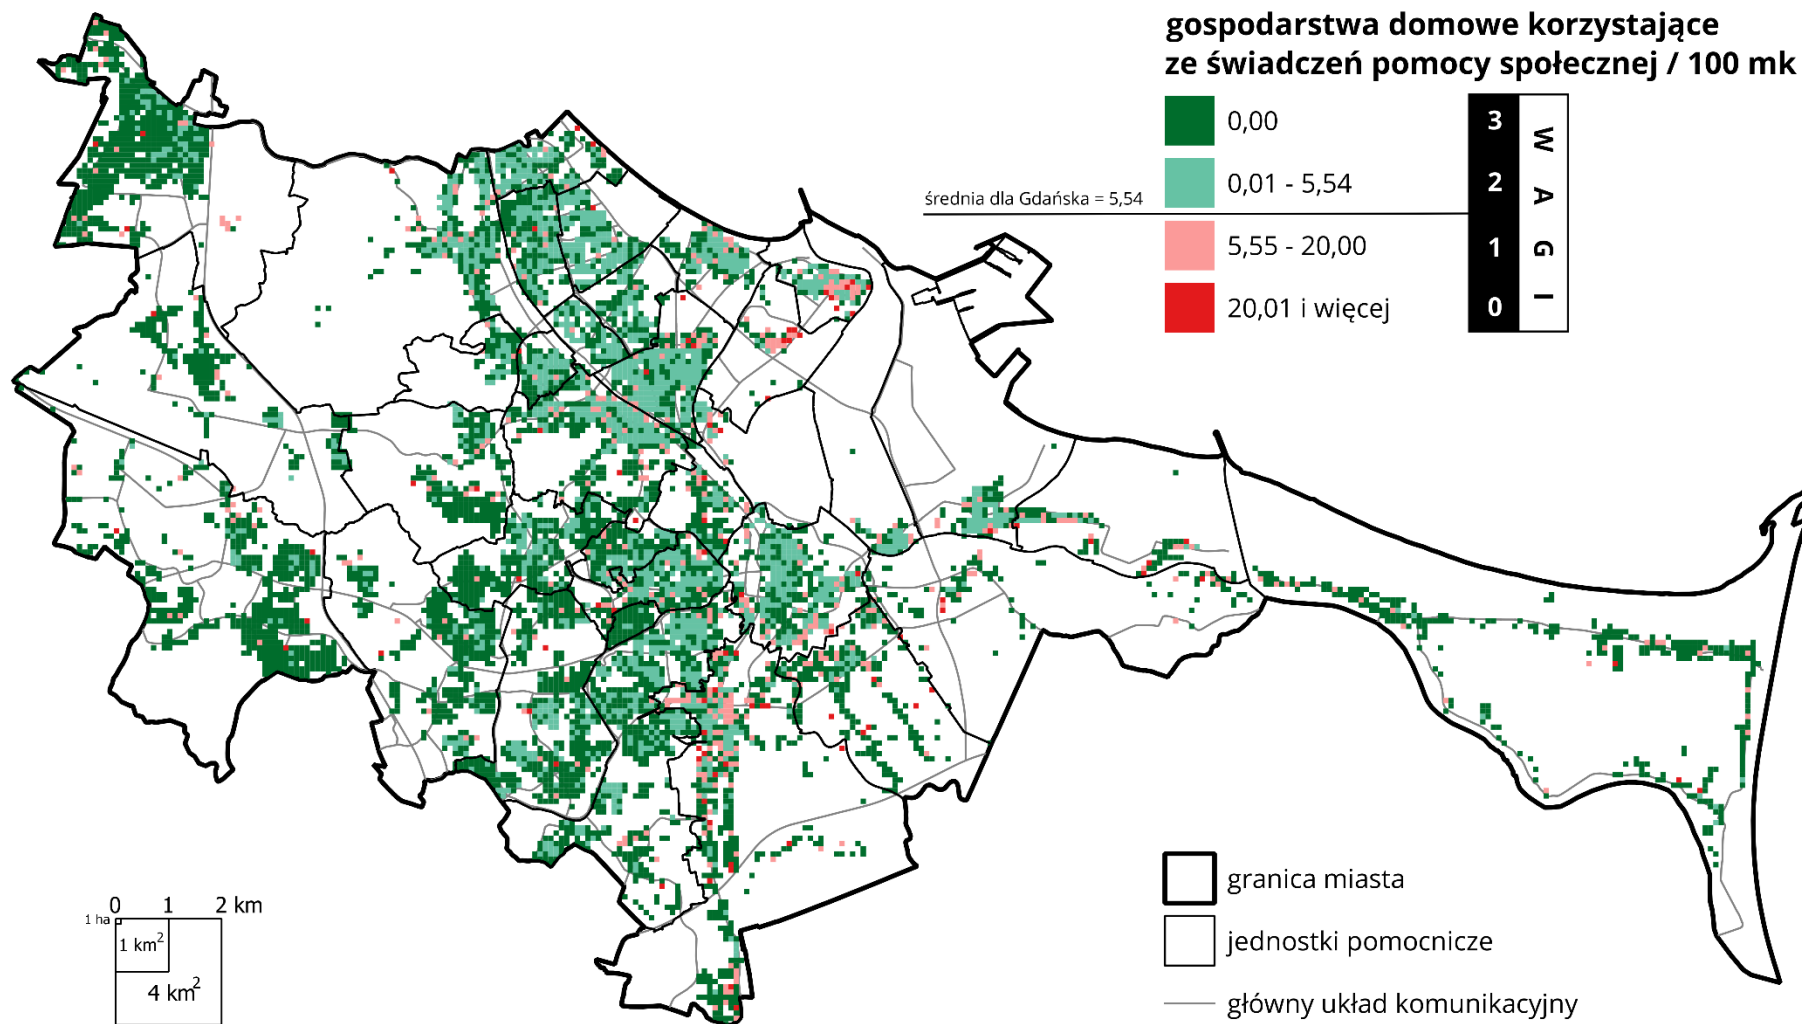 gospodarstwa domowe korzystające
ze świadczeń pomocy społecznej / 100 mk
0,00
3
0,01 - 5,54
2
średnia dla Gdańska = 5,54
5,55 - 20,00
1
20,01 i więcej
0
W
A
G
I
granica miasta
jednostki pomocnicze
główny układ komunikacyjny
0 1 2 km
1 ha
1 km²
4 km²